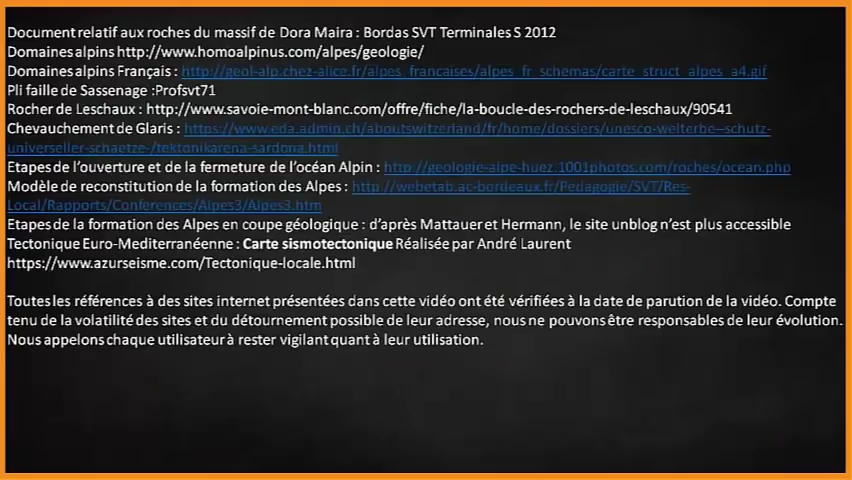 Document relatif aux roches du massif de Dora Maira : Bordas SVT Terminales S 2012
Domaines alpins http://www.homoalpinus.com/alpes/geologie/
Domaines alpins Français : http://geol-alp.chez-alice.fr/alpes_francaises/alpes_fr_schemas/carte_struct_alpes_a4.gif
Pli faille de Sassenage :Profsvt71
Rocher de Leschaux : http://www.savoie-mont-blanc.com/offre/fiche/la-boucle-des-rochers-de-leschaux/90541
Chevauchement de Glaris : https://www.eda.admin.ch/aboutswitzerland/fr/home/dossiers/unesco-welterbe--schutz-
universeller-schaetze-/tektonikarena-sardona.html
Etapes de l'ouverture et de la fermeture de l'océan Alpin : http://geologie-alpe-huez.1001photos.com/roches/ocean.php
Modèle de reconstitution de la formation des Alpes : http://webetab.ac-bordeaux.fr/Pedagogie/SVT/Res-
Local/Rapports/Conferences/Alpes3/Alpes3.htm
Etapes de la formation des Alpes en coupe géologique : d'après Mattauer et Hermann, le site unblog n'est plus accessible
Tectonique Euro-Mediterranéenne : Carte sismotectonique Réalisée par André Laurent
https://www.azurseisme.com/Tectonique-locale.html
Toutes les références à des sites internet présentées dans cette vidéo ont été vérifiées à la date de parution de la vidéo. Compte
tenu de la volatilité des sites et du détournement possible de leur adresse, nous ne pouvons être responsables de leur évolution.
Nous appelons chaque utilisateur à rester vigilant quant à leur utilisation.